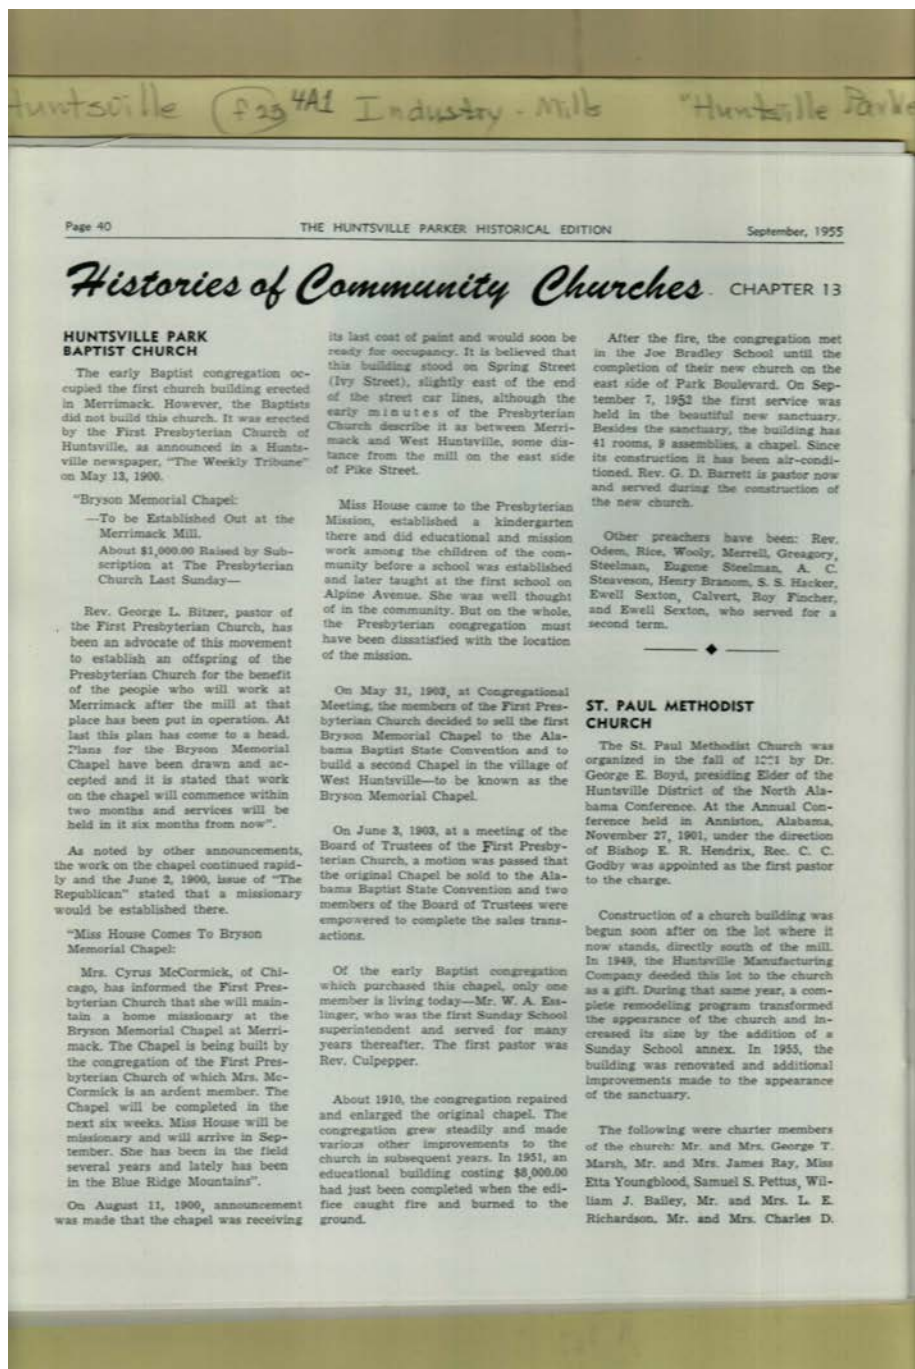 Huntsville f23 4A1 Industry - Mills "Huntsville Parke
Page 40 THE HUNTSVILLE PARKER HISTORICAL EDITION September, 1955
Histories of Community Churches. CHAPTER 13
HUNTSVILLE PARK
BAPTIST CHURCH
The early Baptist congregation oc-
cupied the first church building erected
in Merrimack. However, the Baptists
did not build this church. It was erected
by the First Presbyterian Church of
Huntsville, as announced in a Hunts-
ville newspaper, "The Weekly Tribune"
on May 13, 1900.
"Bryson Memorial Chapel:
—To be Established Out at the
Merrimack Mill.
About $1,000.00 Raised by Sub-
scription at The Presbyterian
Church Last Sunday—
Rev. George L. Bitzer, pastor of
the First Presbyterian Church, has
been an advocate of this movement
to establish an offspring of the
Presbyterian Church for the benefit
of the people who will work at
Merrimack after the mill at that
place has been put in operation. At
last this plan has come to a head.
Plans for the Bryson Memorial
Chapel have been drawn and ac-
cepted and it is stated that work
on the chapel will commence within
two months and services will be
held in it six months from now".
As noted by other announcements,
the work on the chapel continued rapid-
ly and the June 2, 1900, issue of "The
Republican" stated that a missionary
would be established there.
"Miss House Comes To Bryson
Memorial Chapel:
Mrs. Cyrus McCormick, of Chi-
cago, has informed the First Pres-
byterian Church that she will main-
tain a home missionary at the
Bryson Memorial Chapel at Merri-
mack. The Chapel is being built by
the congregation of the First Pres-
byterian Church of which Mrs. Mc-
Cormick is an ardent member. The
Chapel will be completed in the
next six weeks. Miss House will be
missionary and will arrive in Sep-
tember. She has been in the field
several years and lately has been
in the Blue Ridge Mountains".
On August 11, 1900, announcement
was made that the chapel was receiving
its last coat of paint and would soon be
ready for occupancy. It is believed that
this building stood on Spring Street
(Ivy Street), slightly east of the end
of the street car lines, although the
early minutes of the Presbyterian
Church describe it as between Merri-
mack and West Huntsville, some dis-
tance from the mill on the east side
of Pike Street.
Miss House came to the Presbyterian
Mission, established a kindergarten
there and did educational and mission
work among the children of the com-
munity before a school was established
and later taught at the first school on
Alpine Avenue. She was well thought
of in the community. But on the whole,
the Presbyterian congregation must
have been dissatisfied with the location
of the mission.
On May 31, 1903, at Congregational
Meeting, the members of the First Pres-
byterian Church decided to sell the first
Bryson Memorial Chapel to the Ala-
bama Baptist State Convention and to
build a second Chapel in the village of
West Huntsville—to be known as the
Bryson Memorial Chapel.
On June 3, 1903, at a meeting of the
Board of Trustees of the First Presby-
terian Church, a motion was passed that
the original Chapel be sold to the Ala-
bama Baptist State Convention and two
members of the Board of Trustees were
empowered to complete the sales trans-
actions.
Of the early Baptist congregation
which purchased this chapel, only one
member is living today—Mr. W. A. Ess-
linger, who was the first Sunday School
superintendent and served for many
years thereafter. The first pastor was
Rev. Culpepper.
About 1910, the congregation repaired
and enlarged the original chapel. The
congregation grew steadily and made
various other improvements to the
church in subsequent years. In 1951, an
educational building costing $8,000.00
had just been completed when the edi-
fice caught fire and burned to the
ground.
After the fire, the congregation met
in the Joe Bradley School until the
completion of their new church on the
east side of Park Boulevard. On Sep-
tember 7, 1952 the first service was
held in the beautiful new sanctuary.
Besides the sanctuary, the building has
41 rooms, 9 assemblies, a chapel. Since
its construction it has been air-condi-
tioned. Rev. G. D. Barrett is pastor now
and served during the construction of
the new church.
Other preachers have been: Rev.
Odem, Rice, Wooly, Merrell, Greagory,
Steelman, Eugene Steelman, A. C.
Steaveson, Henry Branom, S. S. Hacker,
Ewell Sexton, Calvert, Roy Fincher,
and Ewell Sexton, who served for a
second term.
ST. PAUL METHODIST
CHURCH
The St. Paul Methodist Church was
organized in the fall of by Dr.
George E. Boyd, presiding Elder of the
Huntsville District of the North Ala-
bama Conference. At the Annual Con-
ference held in Anniston, Alabama,
November 27, 1901, under the direction
of Bishop E. R. Hendrix, Rec. C. C.
Godby was appointed as the first pastor
to the charge.
Construction of a church building was
begun soon after on the lot where it
now stands, directly south of the mill.
In 1949, the Huntsville Manufacturing
Company deeded this lot to the church
as a gift. During that same year, a com-
plete remodeling program transformed
the appearance of the church and in-
creased its size by the addition of a
Sunday School annex. In 1955, the
building was renovated and additional
improvements made to the appearance
of the sanctuary.
The following were charter members
of the church: Mr. and Mrs. George T.
Marsh, Mr. and Mrs. James Ray, Miss
Etta Youngblood, Samuel S. Pettus, Wil-
liam J. Bailey, Mr. and Mrs. L. E.
Richardson, Mr. and Mrs. Charles D.